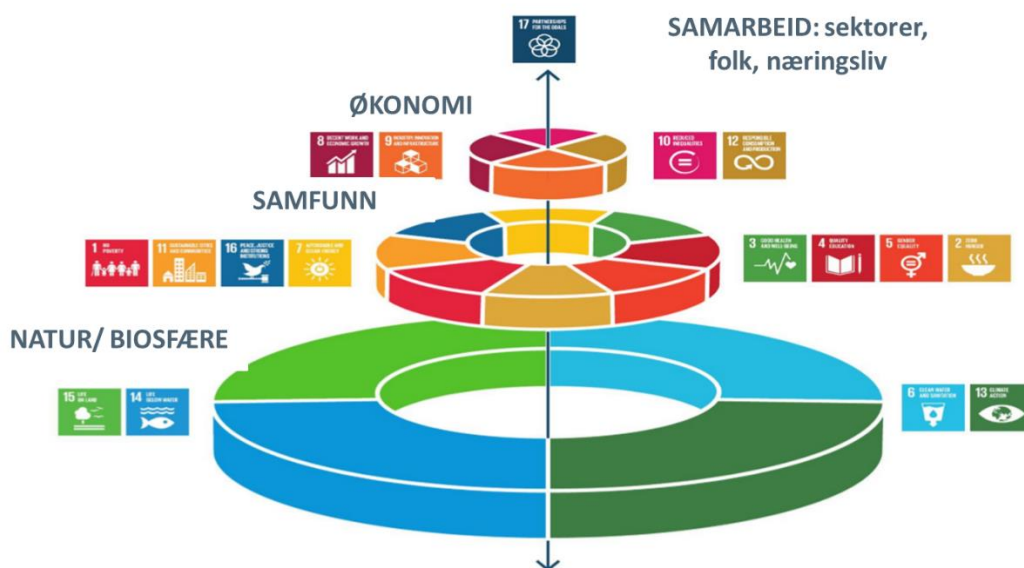 17 PARTNERSHIPS
FOR THE GOALS
SAMARBEID: sektorer,
folk, næringsliv
ØKONOMI
8 DECENT WORK AND
ECONOMIC GROWTH
9 INDUSTRY, INNOVATION
AND INFRASTRUCTURE
10 REDUCED
INEQUALITIES
12 RESPONSIBLE
CONSUMPTION
AND PRODUCTION
SAMFUNN
1 NO
POVERTY
11 SUSTAINABLE CITIES
AND COMMUNITIES
16 PEACE, JUSTICE
AND STRONG
INSTITUTIONS
7 AFFORDABLE AND
CLEAN ENERGY
3 GOOD HEALTH
AND WELL-BEING
4 QUALITY
EDUCATION
5 GENDER
EQUALITY
2 ZERO
HUNGER
NATUR/ BIOSFÆRE
15 LIFE
ON LAND
14 LIFE
BELOW WATER
6 CLEAN WATER
AND SANITATION
13 CLIMATE
ACTION